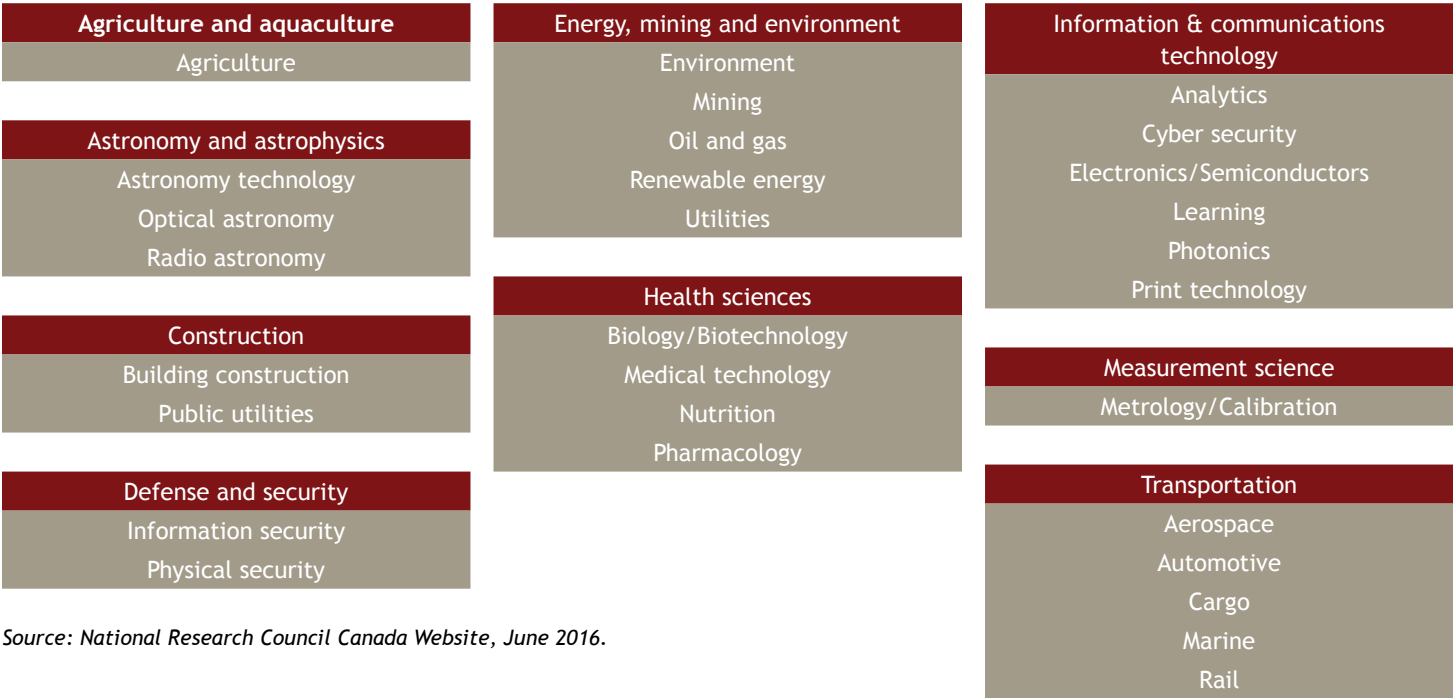 Agriculture and aquaculture
Agriculture
Astronomy and astrophysics
Astronomy technology
Optical astronomy
Radio astronomy
Construction
Building construction
Public utilities
Defense and security
Information security
Physical security
Energy, mining and environment
Environment
Mining
Oil and gas
Renewable energy
Utilities
Health sciences
Biology/Biotechnology
Medical technology
Nutrition
Pharmacology
Information & communications
technology
Analytics
Cyber security
Electronics/Semiconductors
Learning
Photonics
Print technology
Measurement science
Metrology/Calibration
Transportation
Aerospace
Automotive
Cargo
Marine
Rail
Source: National Research Council Canada Website, June 2016.